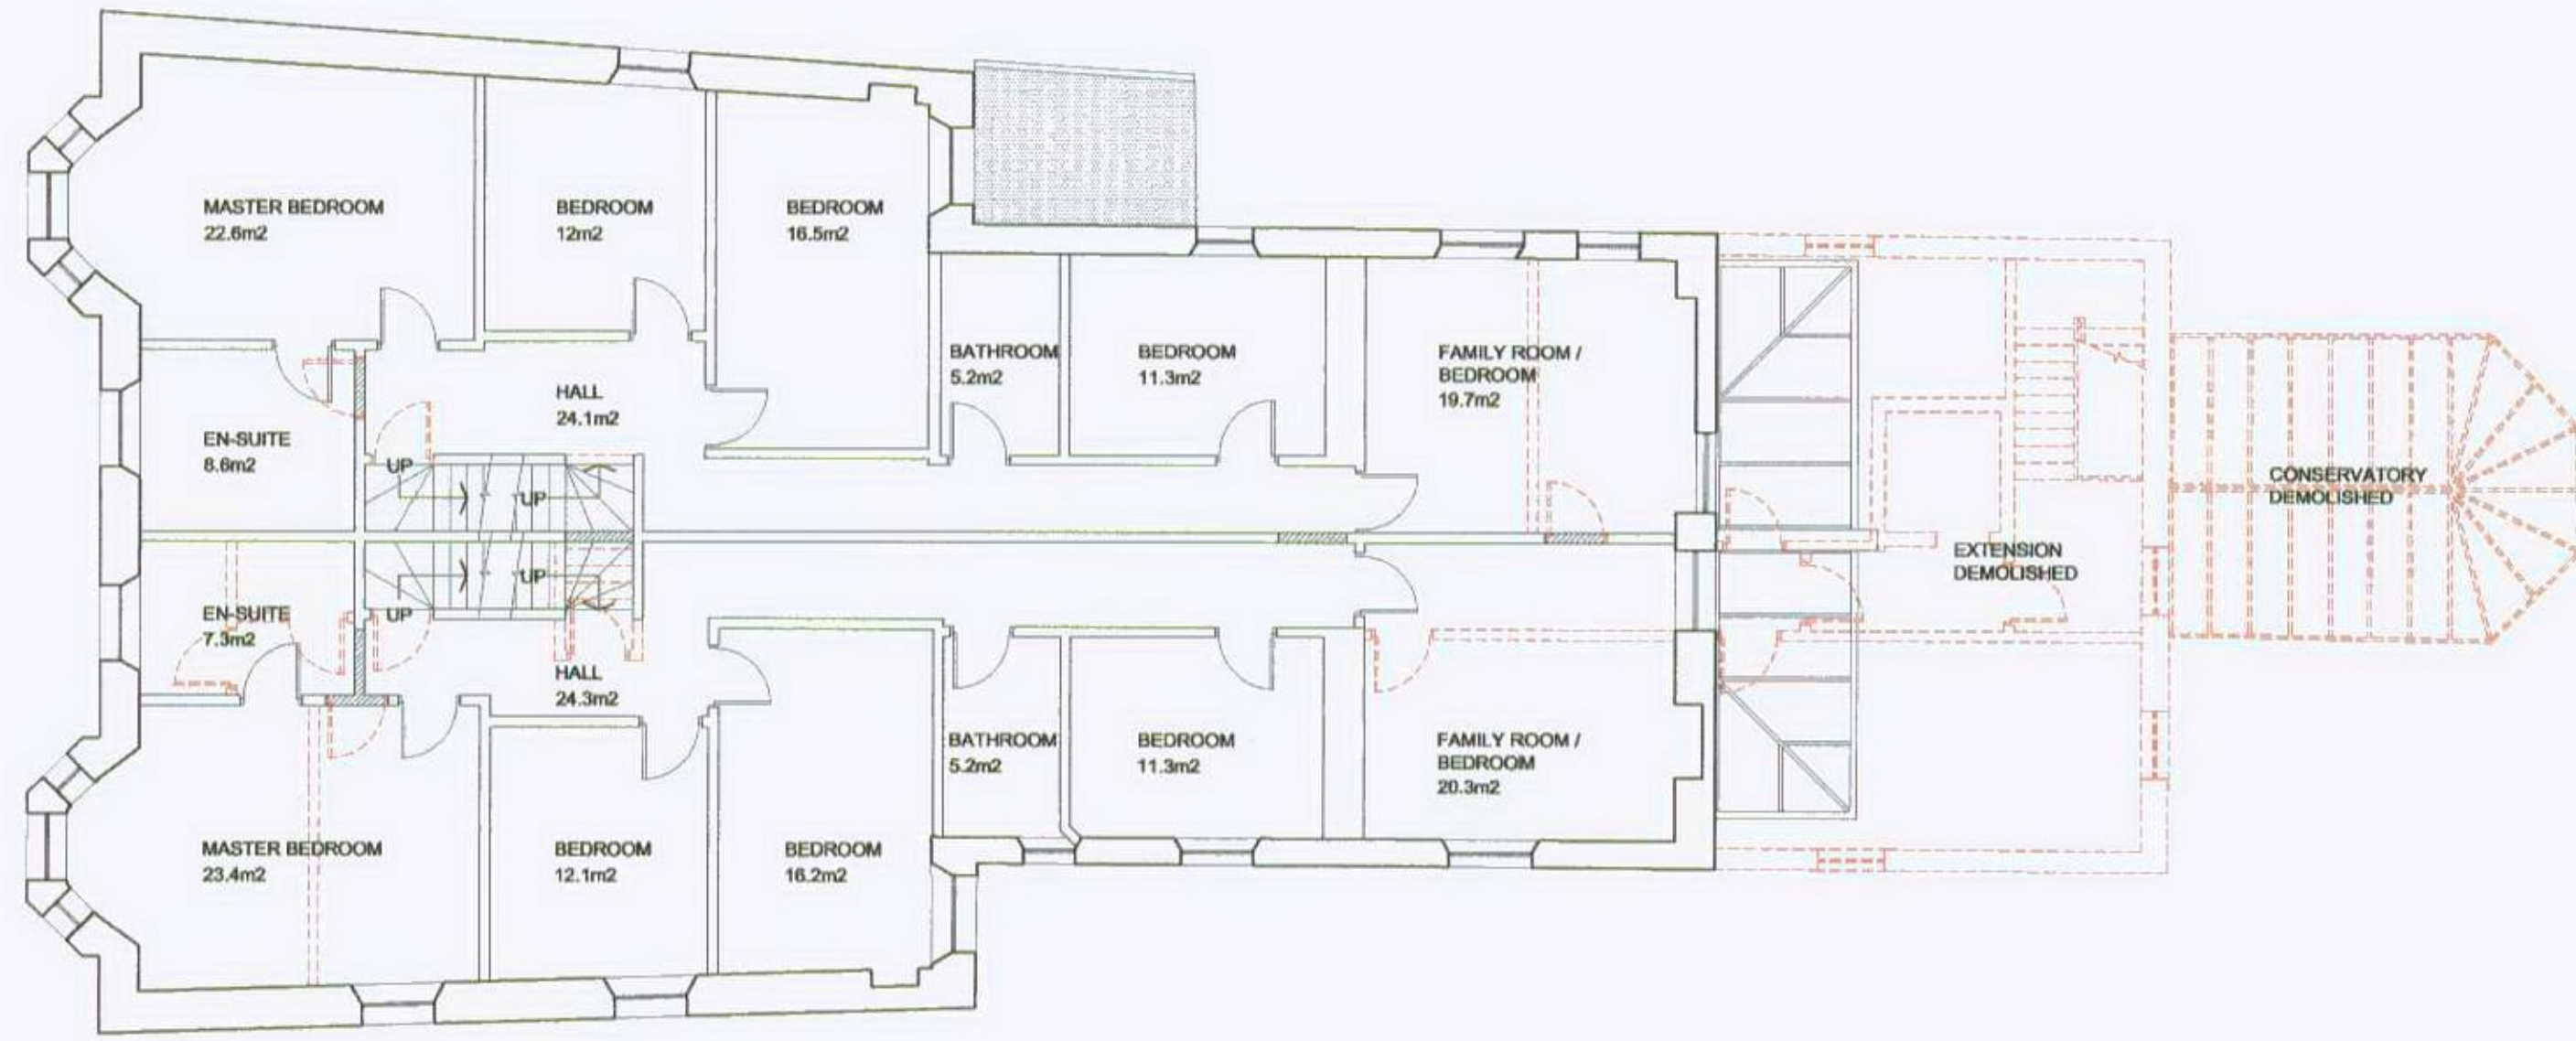 MASTER BEDROOM
22.6m2
BEDROOM
12m2
BEDROOM
16.5m2
BATHROOM
5.2m2
BEDROOM
11.3m2
FAMILY ROOM /
BEDROOM
19.7m2
HALL
24.1m2
EN-SUITE
8.6m2
UP
UP
CONSERVATORY
DEMOLISHED
EXTENSION
DEMOLISHED
UP
UP
EN-SUITE
7.3m2
HALL
24.3m2
BATHROOM
5.2m2
BEDROOM
11.3m2
FAMILY ROOM /
BEDROOM
20.3m2
MASTER BEDROOM
23.4m2
BEDROOM
12.1m2
BEDROOM
16.2m2